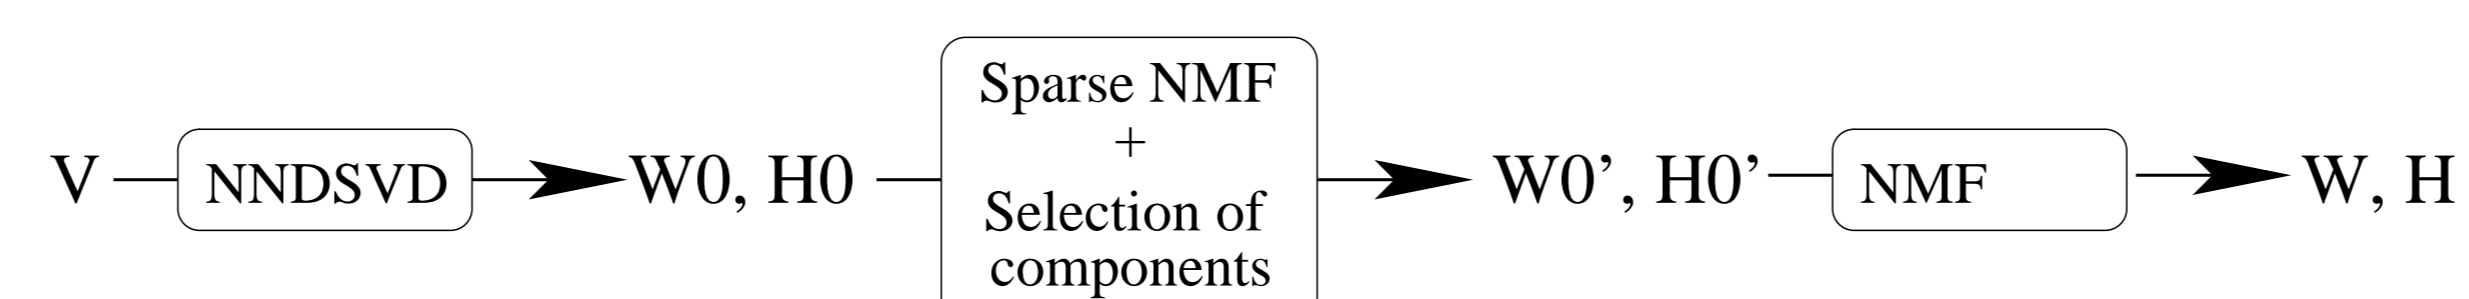 V
NNDSVD
W0, H0
Sparse NMF
+
Selection of
components
W0’, H0’
NMF
W, H